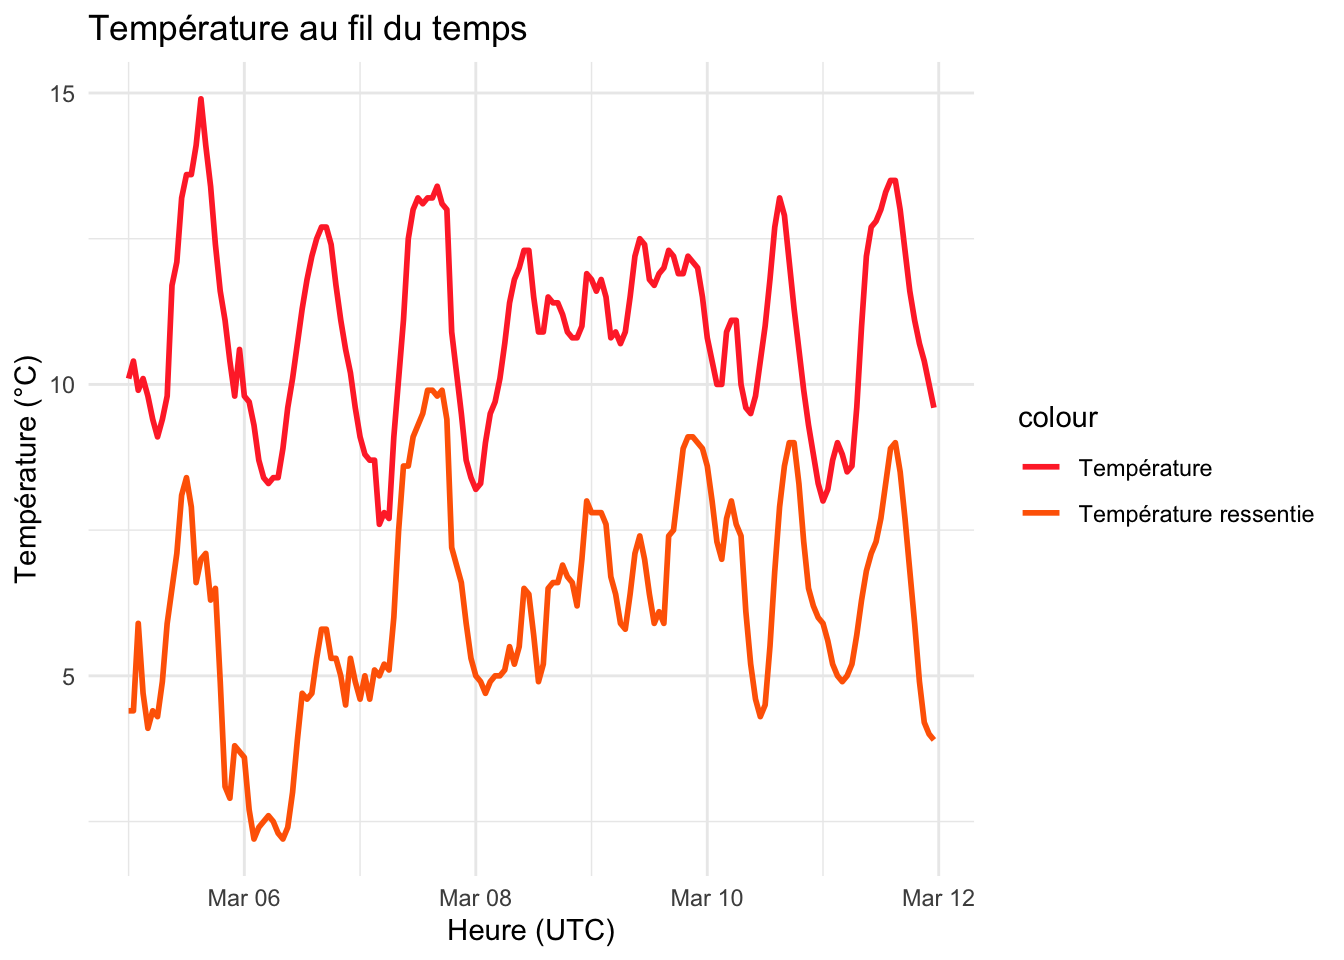 Température au fil du temps
15
10
5
Température (°C)
Mar 06
Mar 08
Mar 10
Mar 12
Heure (UTC)
colour
Température
Température ressentie